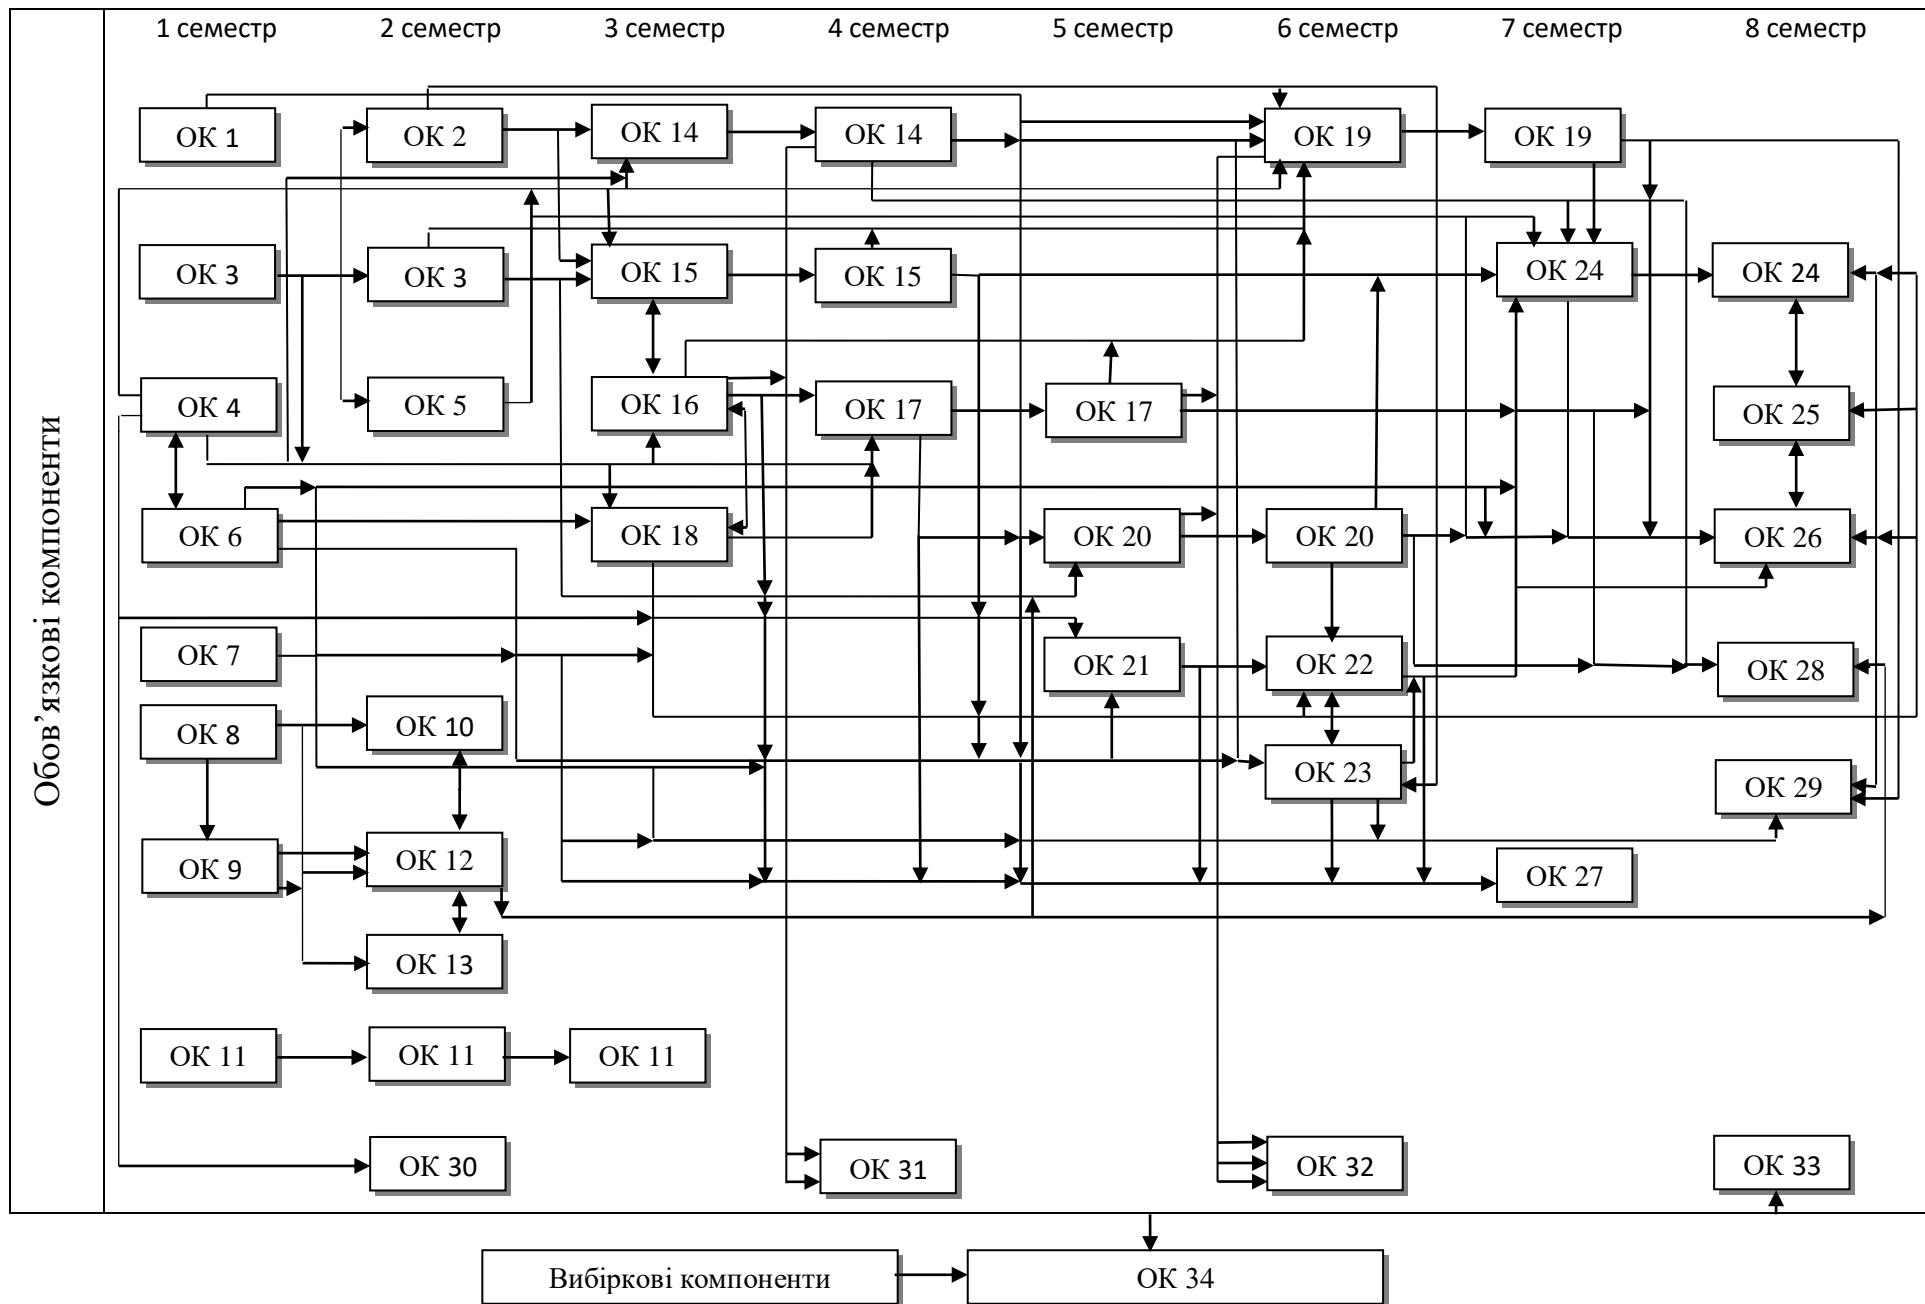 1 семестр
2 семестр
3 семестр
4 семестр
5 семестр
6 семестр
7 семестр
8 семестр
Обов’язкові компоненти
ОК 1
ОК 2
ОК 14
ОК 14
ОК 19
ОК 19
ОК 3
ОК 3
ОК 15
ОК 15
ОК 24
ОК 24
ОК 4
ОК 5
ОК 16
ОК 17
ОК 17
ОК 25
ОК 6
ОК 18
ОК 20
ОК 20
ОК 26
ОК 7
ОК 21
ОК 22
ОК 28
ОК 8
ОК 10
ОК 23
ОК 29
ОК 9
ОК 12
ОК 27
ОК 13
ОК 11
ОК 11
ОК 11
ОК 30
ОК 31
ОК 32
ОК 33
Вибіркові компоненти
ОК 34